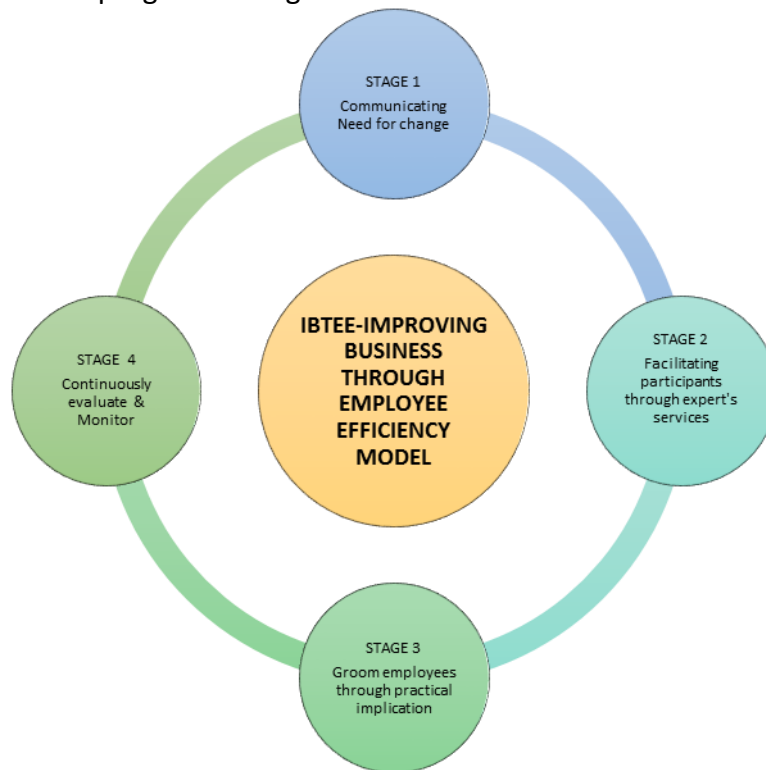 STAGE 1
Communicating
Need for change
IBTEE-IMPROVING
BUSINESS
THROUGH
EMPLOYEE
EFFICIENCY
MODEL
STAGE 2
Facilitating
participants
through expert's
services
STAGE 3
Groom employees
through practical
implication
STAGE 4
Continuously
evaluate &
Monitor